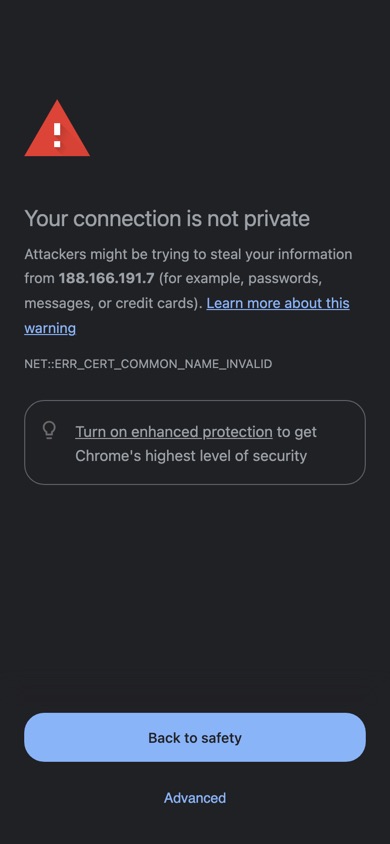 Your connection is not private
Attackers might be trying to steal your information
from 188.166.191.7 (for example, passwords,
messages, or credit cards). Learn more about this
warning
NET::ERR_CERT_COMMON_NAME_INVALID
Turn on enhanced protection to get
Chrome's highest level of security
Back to safety
Advanced